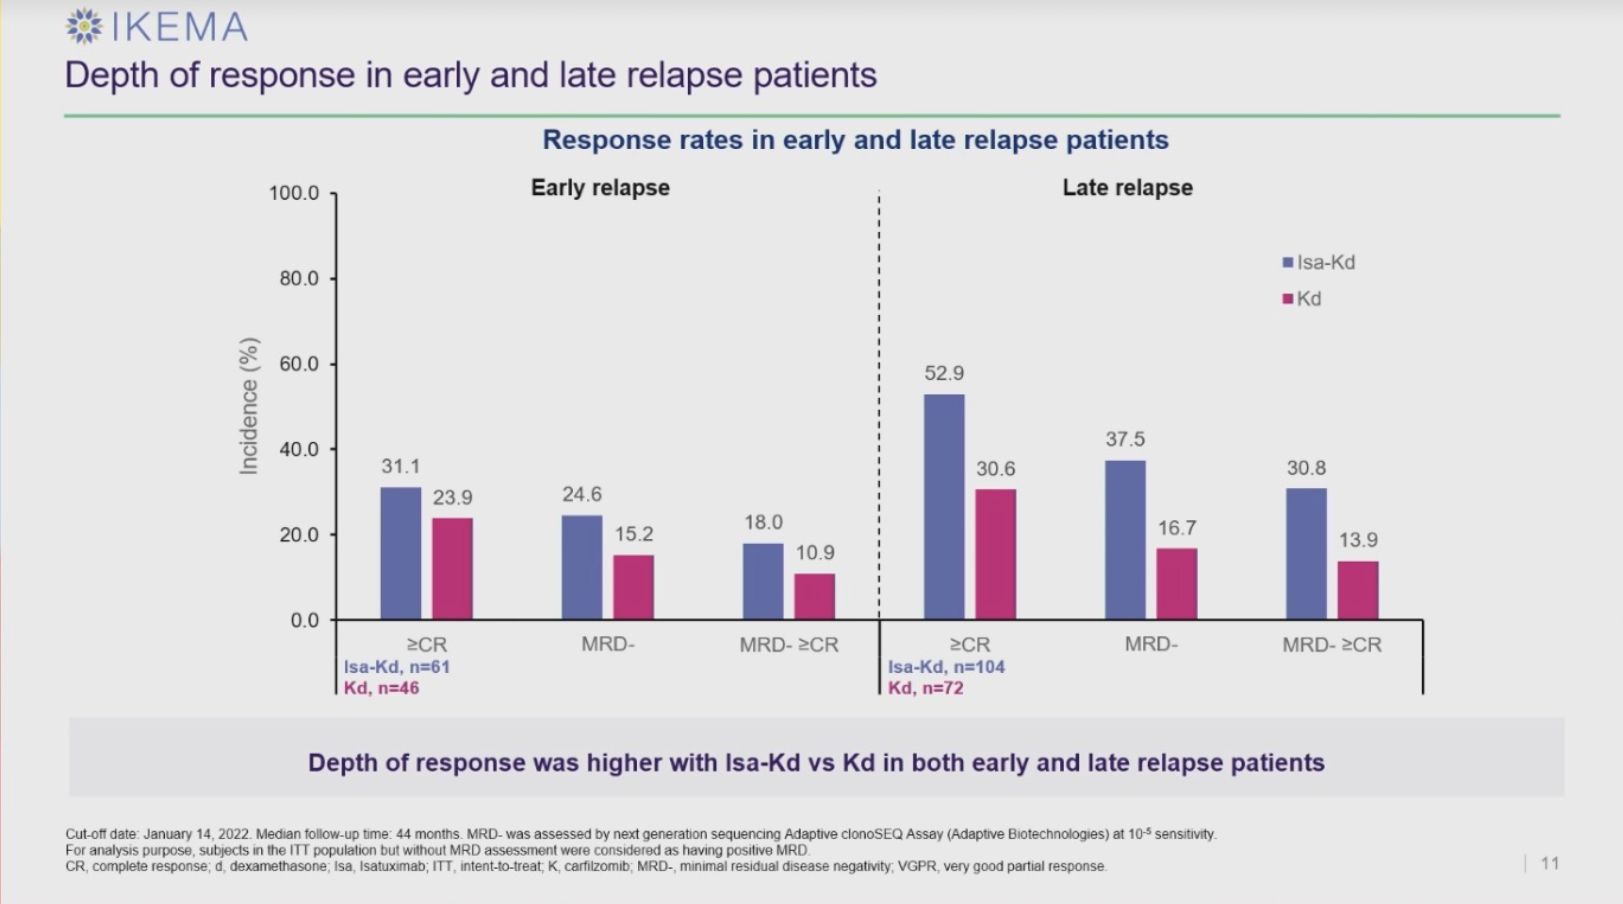 IKEMA
Depth of response in early and late relapse patients
Response rates in early and late relapse patients
Early relapse
Late relapse
Incidence (%)
100.0
80.0
60.0
40.0
20.0
0.0
31.1
23.9
24.6
15.2
18.0
10.9
52.9
30.6
37.5
16.7
30.8
13.9
Isa-Kd
Kd
≥CR
MRD-
MRD- ≥CR
≥CR
MRD-
MRD- ≥CR
Isa-Kd, n=61
Kd, n=46
Isa-Kd, n=104
Kd, n=72
Depth of response was higher with Isa-Kd vs Kd in both early and late relapse patients
Cut-off date: January 14, 2022. Median follow-up time: 44 months. MRD- was assessed by next generation sequencing Adaptive clonoSEQ Assay (Adaptive Biotechnologies) at 10⁻⁵ sensitivity.
For analysis purpose, subjects in the ITT population but without MRD assessment were considered as having positive MRD.
CR, complete response; d, dexamethasone; Isa, Isatuximab; ITT, intent-to-treat; K, carfilzomib; MRD-, minimal residual disease negativity; VGPR, very good partial response.
11